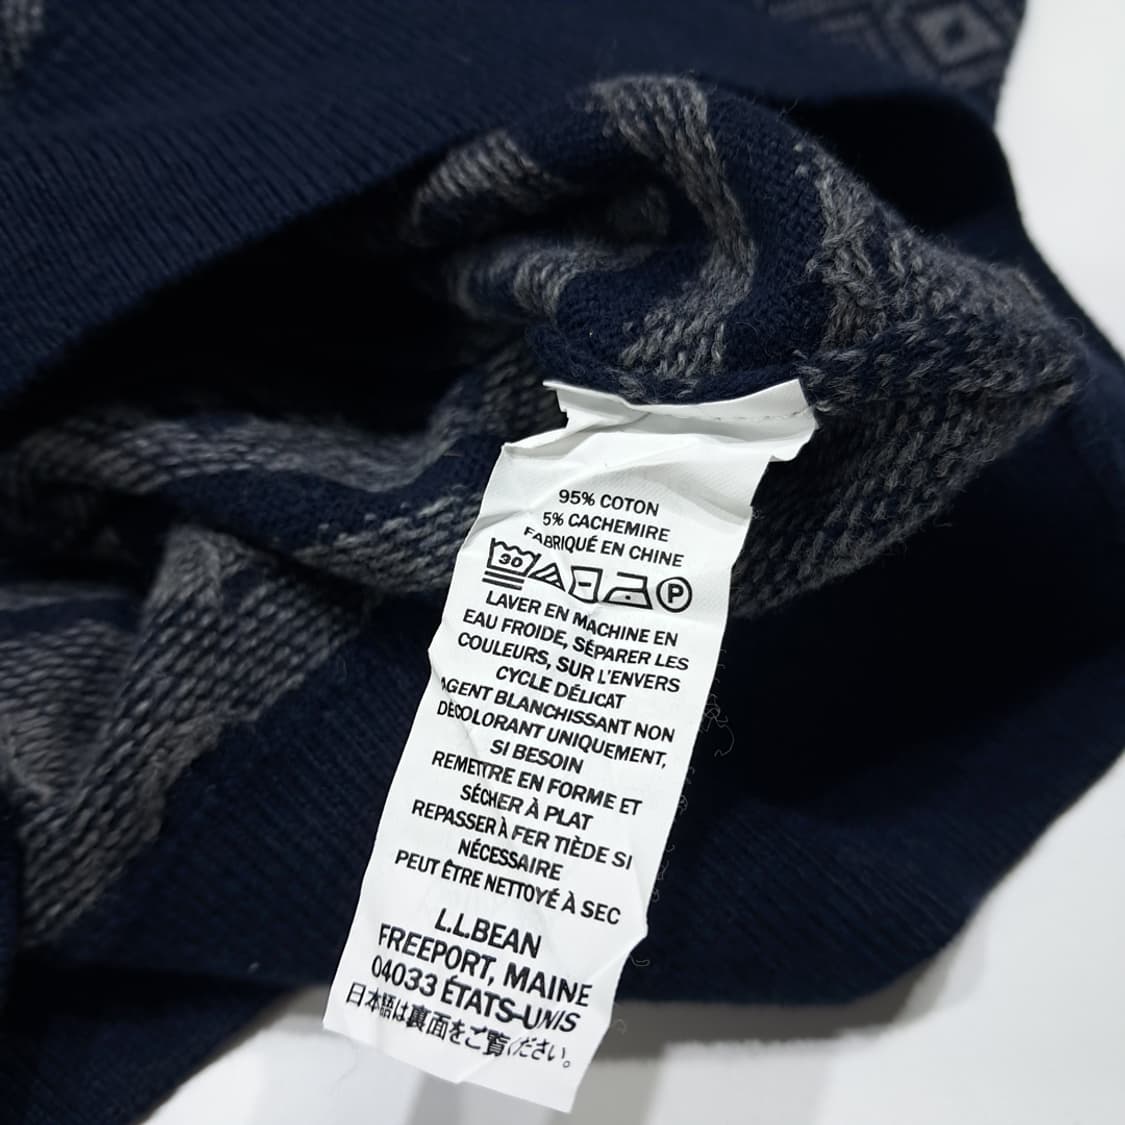 95% COTON
5% CACHEMIRE
FABRIQUÉ EN CHINE
30 P
LAVER EN MACHINE EN
EAU FROIDE, SÉPARER LES
COULEURS, SUR L'ENVERS
CYCLE DÉLICAT
AGENT BLANCHISSANT NON
DÉCOLORANT UNIQUEMENT,
SI BESOIN
REMETTRE EN FORME ET
SÉCHER À PLAT
REPASSER À FER TIÈDE SI
NÉCESSAIRE
PEUT ÊTRE NETTOYÉ À SEC
L.L.BEAN
FREEPORT, MAINE
04033 ÉTATS-UNIS
日本語は裏面をご覧ください。